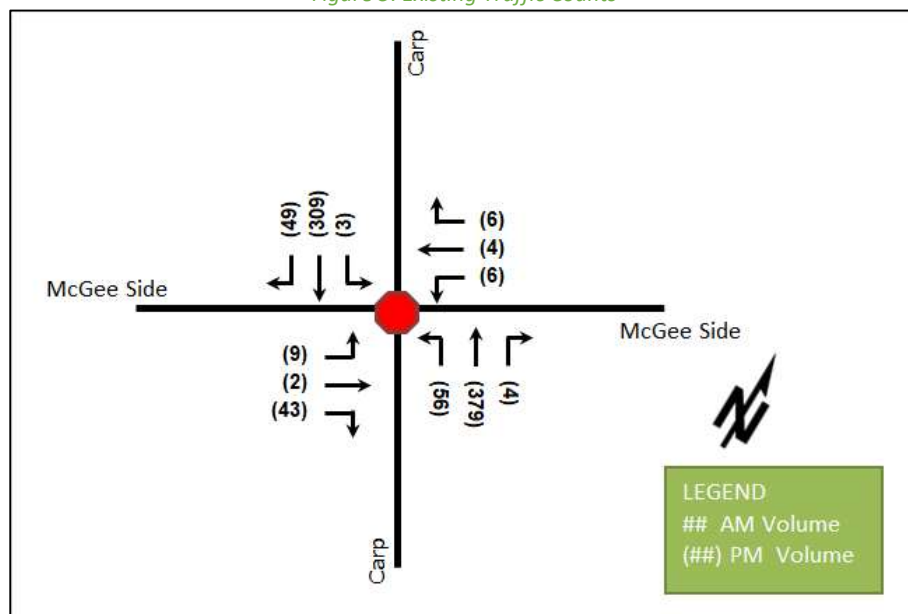 Figure 3: Existing Traffic Counts
Carp
(49)
(309)
(3)
(6)
(4)
(6)
McGee Side
McGee Side
(9)
(2)
(43)
(56)
(379)
(4)
N
LEGEND
## AM Volume
(##) PM Volume
Carp